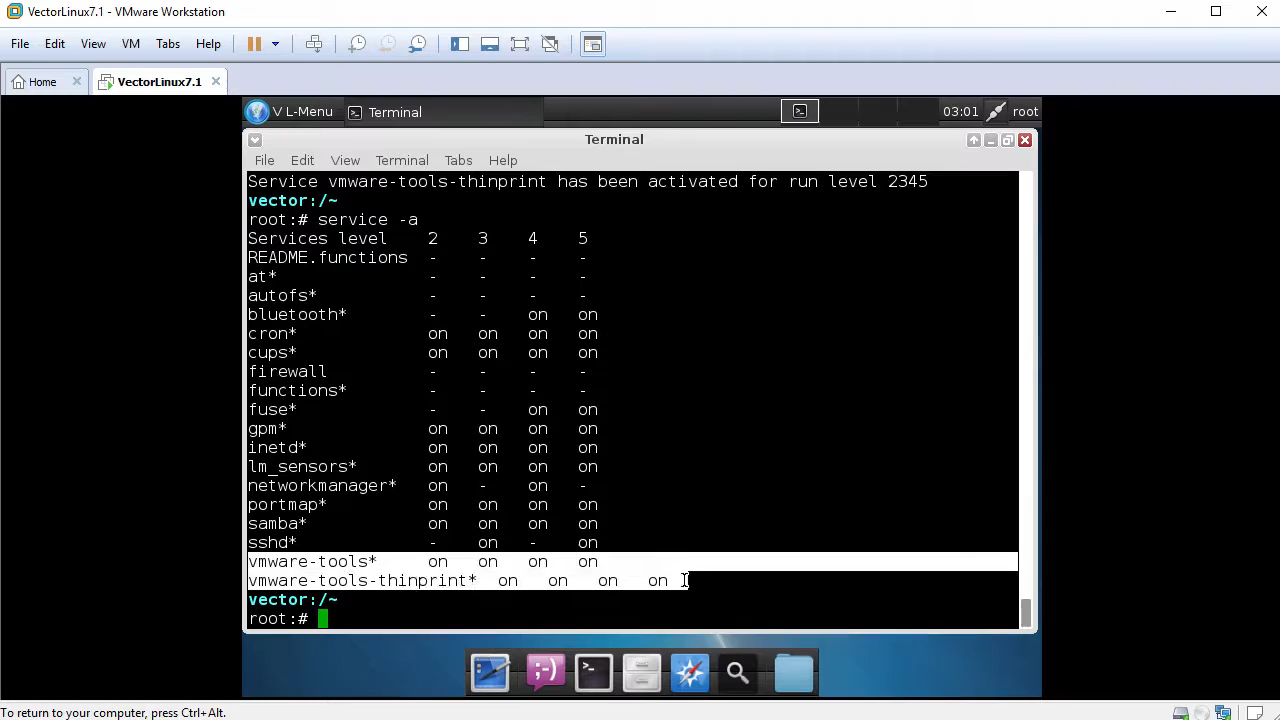 VectorLinux7.1 - VMware Workstation
File Edit View VM Tabs Help
Home VectorLinux7.1
V L-Menu Terminal 03:01 root
Terminal
File Edit View Terminal Tabs Help
Service vmware-tools-thinprint has been activated for run level 2345
vector:/~
root:# service -a
Services level 2 3 4 5
README.functions - - - -
at* - - - -
autofs* - - - -
bluetooth* - - on on
cron* on on on on
cups* on on on on
firewall - - - -
functions* - - - -
fuse* - - on on
gpm* on on on on
inetd* on on on on
lm_sensors* on on on on
networkmanager* on - on -
portmap* on on on on
samba* on on on on
sshd* - on - on
vmware-tools* on on on on
vmware-tools-thinprint* on on on on
vector:/~
root:#
;-)
To return to your computer, press Ctrl+Alt.